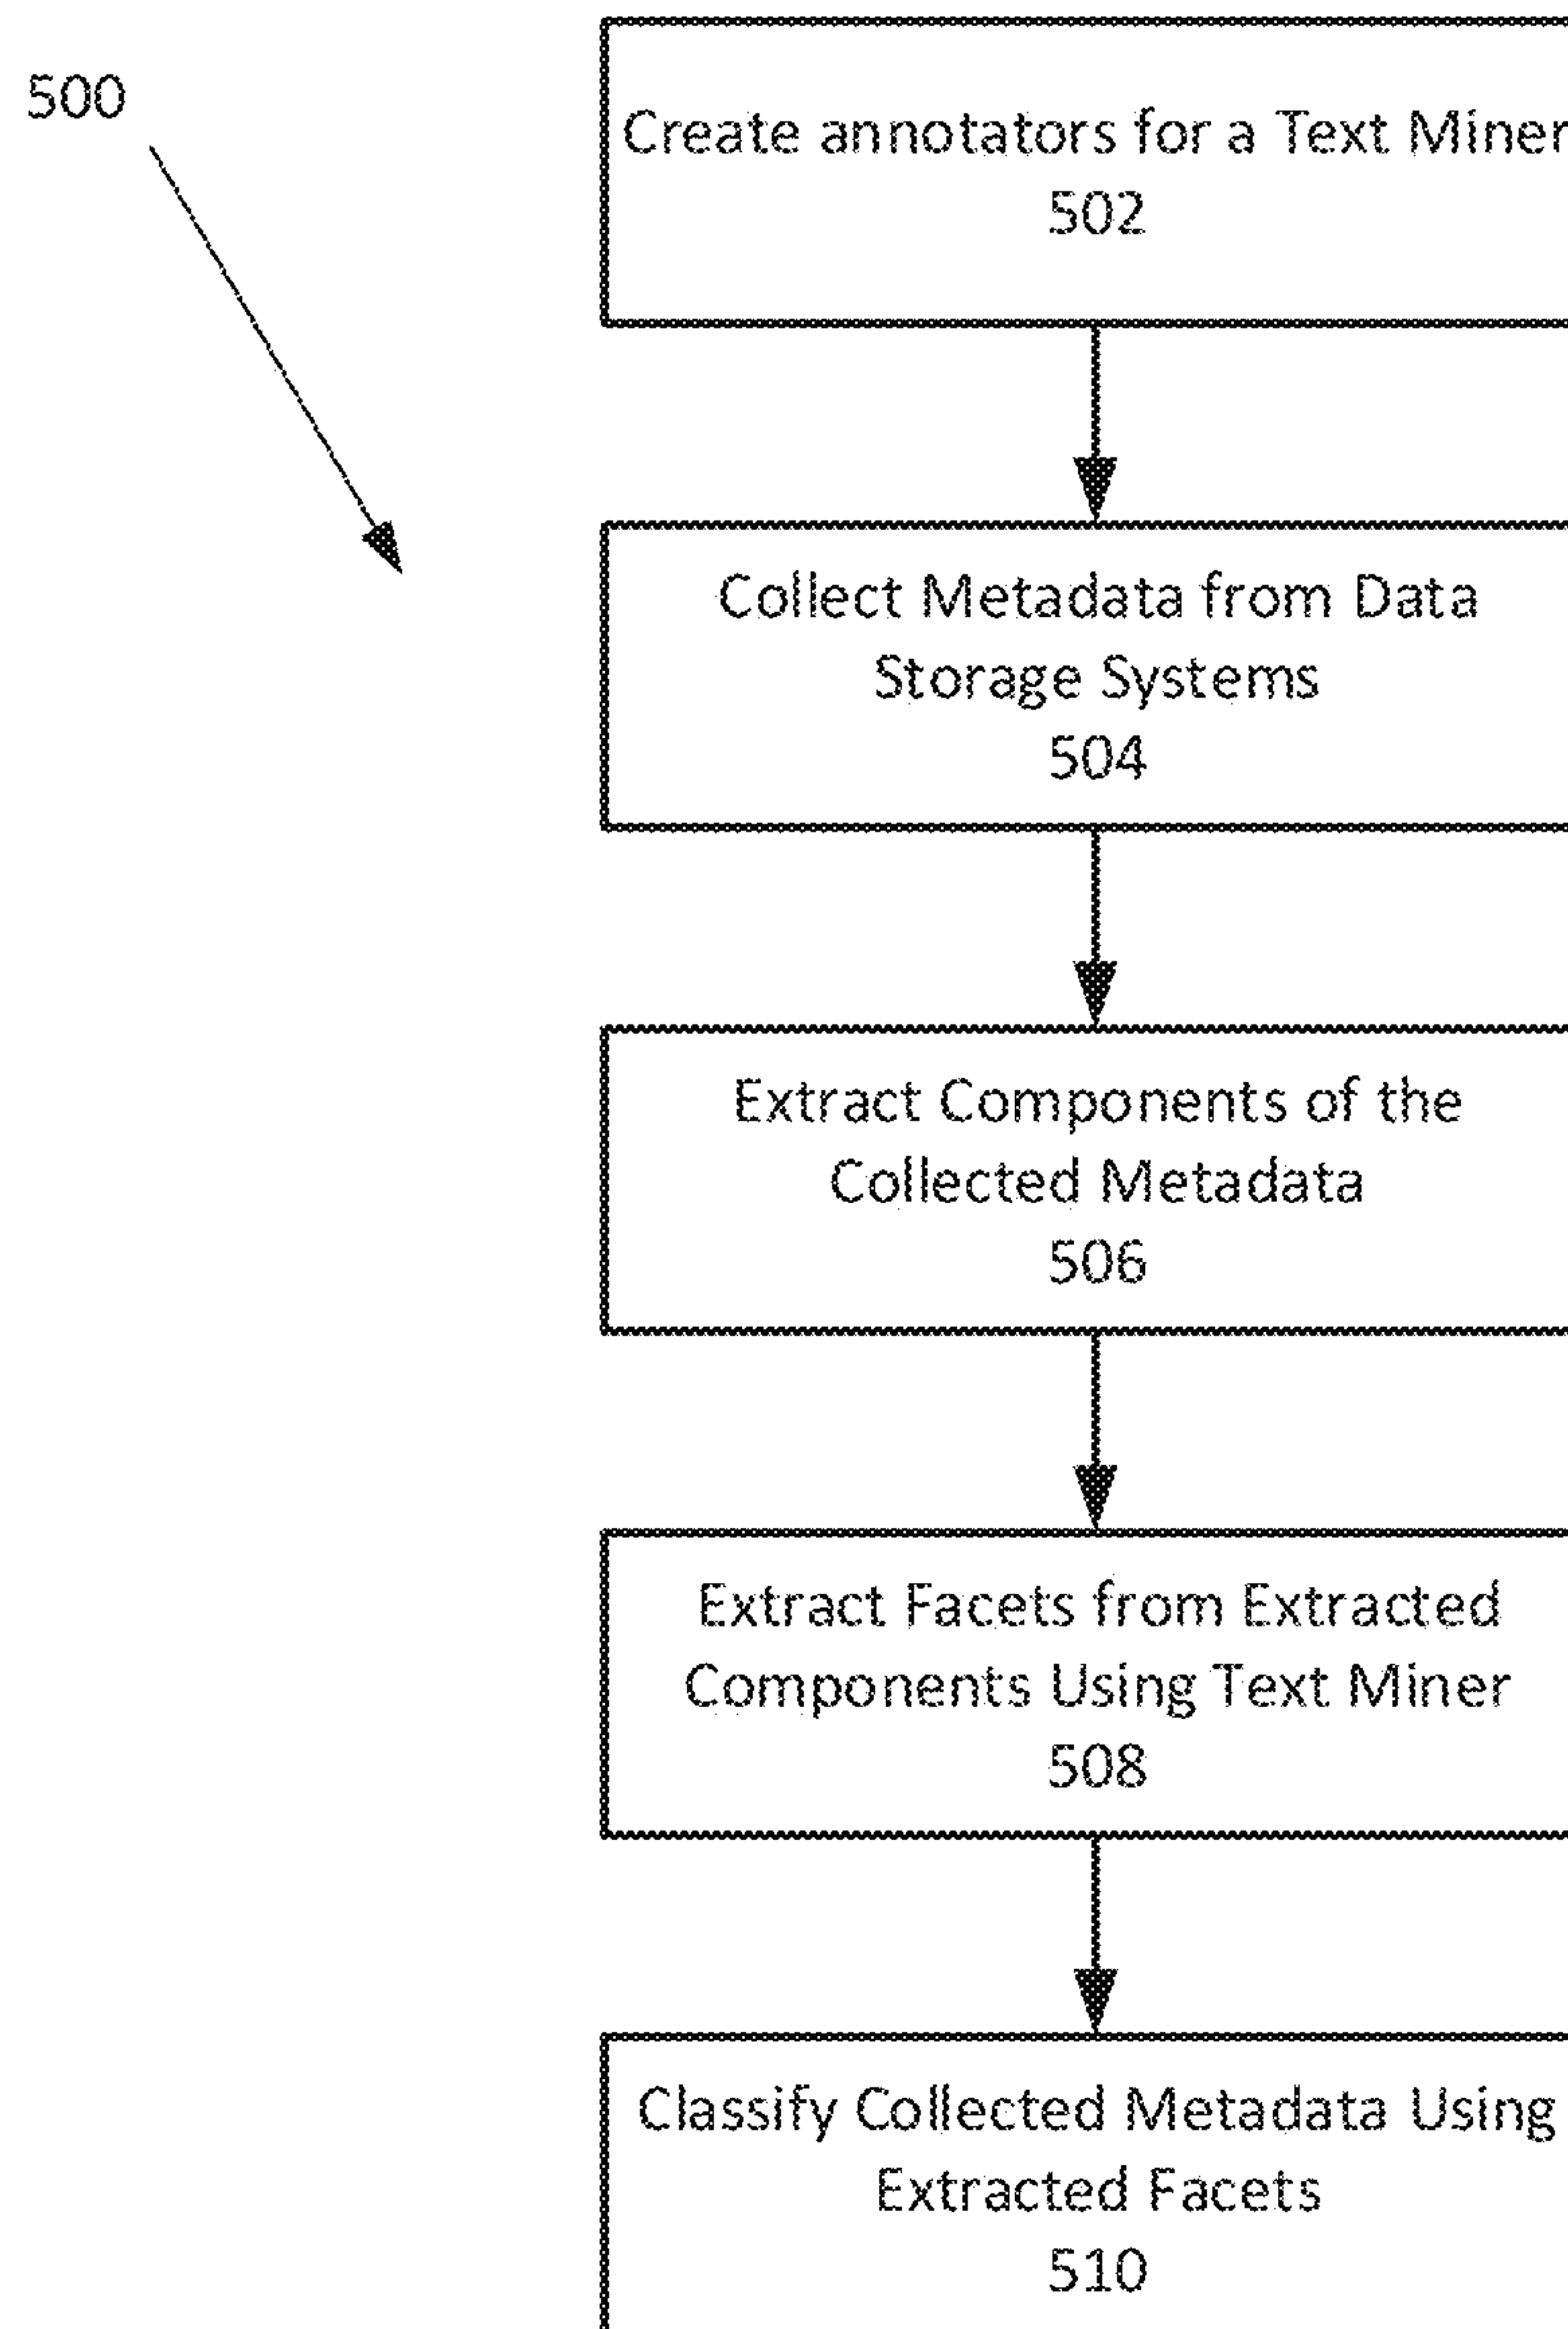 500
Create annotators for a Text Miner
502
Collect Metadata from Data
Storage Systems
504
Extract Components of the
Collected Metadata
506
Extract Facets from Extracted
Components Using Text Miner
508
Classify Collected Metadata Using
Extracted Facets
510